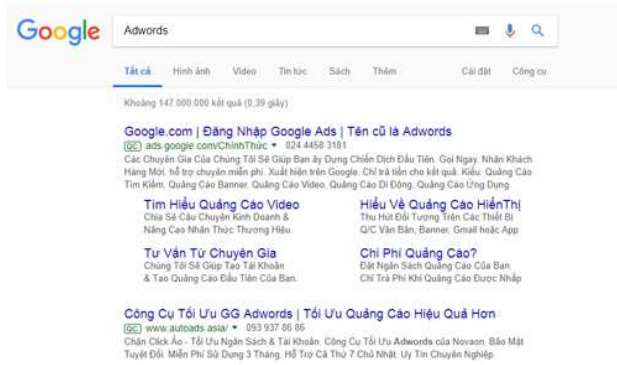 Google
Adwords
Tất cả Hình ảnh Video Tin tức Sách Thêm Cài đặt Công cụ
Khoảng 147.000.000 kết quả (0,39 giây)
Google.com | Đăng Nhập Google Ads | Tên cũ là Adwords
QC ads.google.com/ChínhThức 024 4458 3181
Các Chuyên Gia Của Chúng Tôi Sẽ Giúp Bạn ây Dựng Chiến Dịch Đầu Tiên. Gọi Ngay. Nhận Khách
Hàng Mới. hỗ trợ chuyên miễn phí. Xuất hiện trên Google. Chỉ trả tiền cho kết quả. Kiểu: Quảng Cáo
Tìm Kiếm, Quảng Cáo Banner, Quảng Cáo Video, Quảng Cáo Di Động, Quảng Cáo Ứng Dụng
Tìm Hiểu Quảng Cáo Video
Chia Sẻ Câu Chuyện Kinh Doanh &
Nâng Cao Nhận Thức Thương Hiệu.
Hiểu Về Quảng Cáo HiểnThị
Thu Hút Đối Tượng Trên Các Thiết Bị
Q/C Văn Bản, Banner, Gmail hoặc App
Tư Vấn Từ Chuyên Gia
Chúng Tôi Sẽ Giúp Tạo Tài Khoản
& Tạo Quảng Cáo Đầu Tiên Của Bạn.
Chi Phí Quảng Cáo?
Đặt Ngân Sách Quảng Cáo Của Bạn.
Chỉ Trả Phí Khi Quảng Cáo Được Nhấp
Công Cụ Tối Ưu GG Adwords | Tối Ưu Quảng Cáo Hiệu Quả Hơn
QC www.autoads.asia/ 093 937 86 86
Chặn Click Ảo - Tối Ưu Ngân Sách & Tài Khoản. Công Cụ Tối Ưu Adwords của Novaon. Bảo Mật
Tuyệt Đối. Miễn Phí Sử Dụng 3 Tháng. Hỗ Trợ Cả Thứ 7 Chủ Nhật. Uy Tín Chuyên Nghiệp.